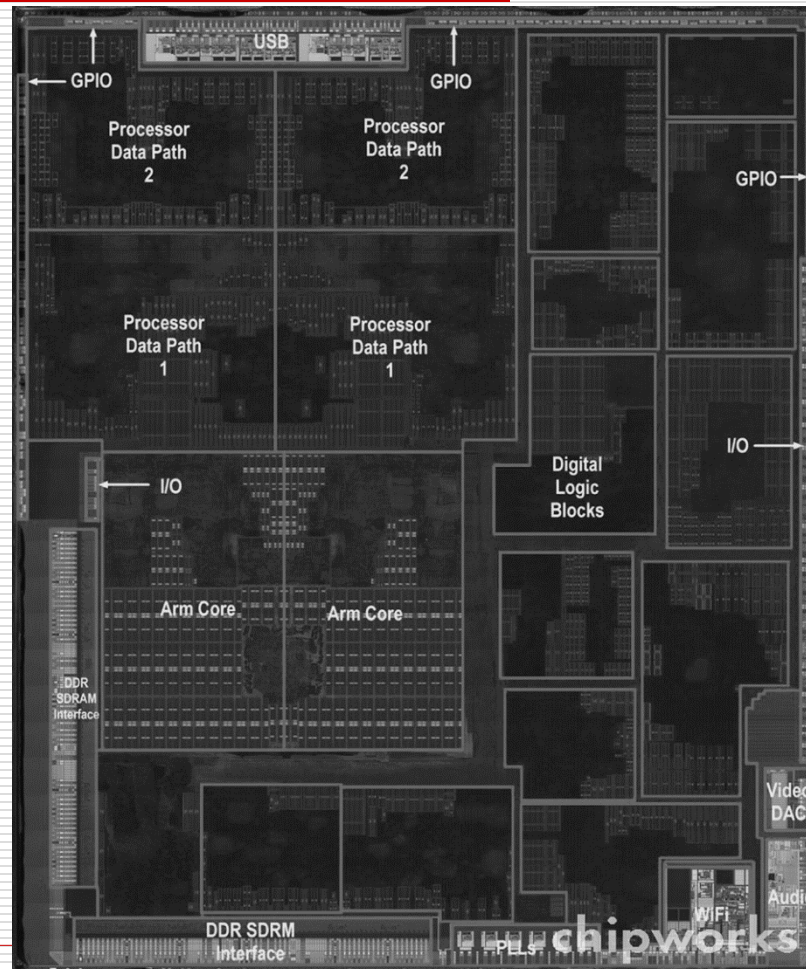 USB
GPIO
GPIO
GPIO
Processor
Data Path
2
Processor
Data Path
2
Processor
Data Path
1
Processor
Data Path
1
I/O
I/O
Digital
Logic
Blocks
Arm Core
Arm Core
DDR
SDRAM
Interface
Video
DAC
Audio
WiFi
DDR SDRM
Interface
PLLs
chipworks